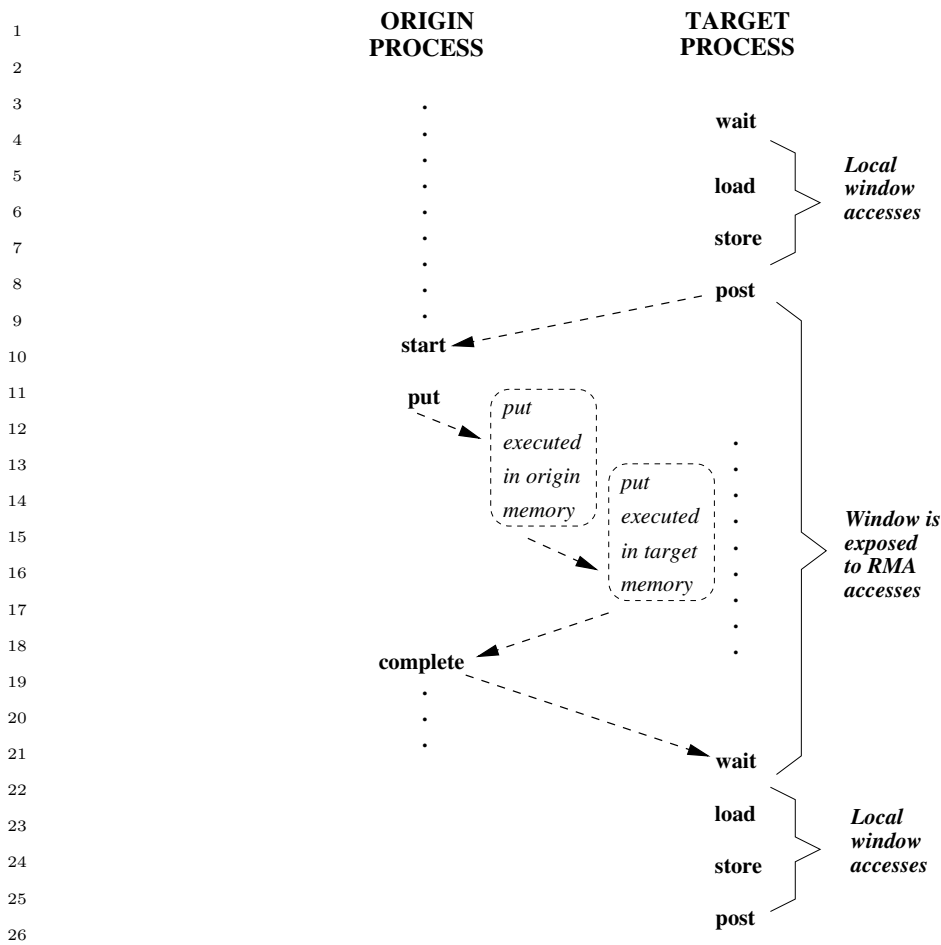 1
ORIGIN PROCESS
TARGET PROCESS
2
3
wait
4
Local
5
load
window
6
accesses
7
store
8
post
9
start
10
11
put
put
12
executed
13
in origin
put
14
memory
executed
Window is
15
in target
exposed
16
memory
to RMA
accesses
17
18
complete
19
20
21
wait
22
load
Local
23
window
24
store
accesses
25
post
26